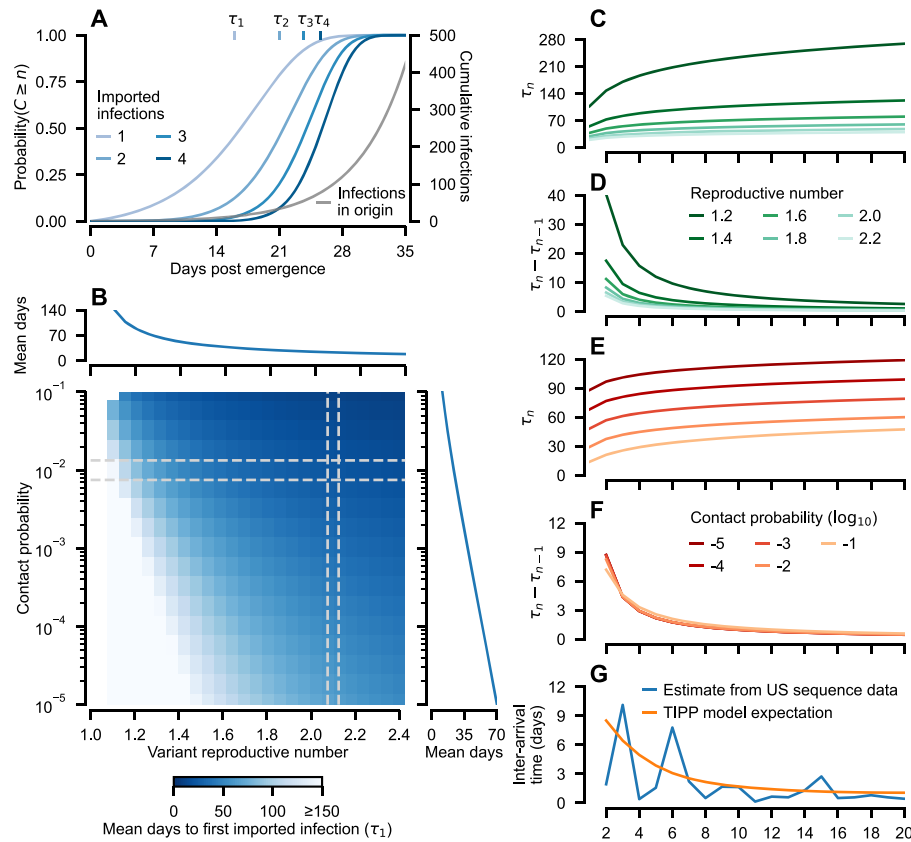 A
τ1 τ2 τ3 τ4
1.00
0.75
0.50
0.25
0.00
Probability(C ≥ n)
Imported
infections
1 3
2 4
Infections
in origin
500
400
300
200
100
0
Cumulative infections
0 7 14 21 28 35
Days post emergence
B
140
70
0
Mean days
10⁻¹
10⁻²
10⁻³
10⁻⁴
10⁻⁵
Contact probability
1.0 1.2 1.4 1.6 1.8 2.0 2.2 2.4
Variant reproductive number
0 35 70
Mean days
0 50 100 ≥150
Mean days to first imported infection (τ1)
C
280
210
140
70
0
τn
D
40
30
20
10
0
τn − τn−1
Reproductive number
1.2 1.6 2.0
1.4 1.8 2.2
E
120
90
60
30
0
τn
F
12
9
6
3
0
τn − τn−1
Contact probability (log10)
-5 -3 -1
-4 -2
G
12
9
6
3
0
Inter-arrival
time (days)
Estimate from US sequence data
TIPP model expectation
2 4 6 8 10 12 14 16 18 20